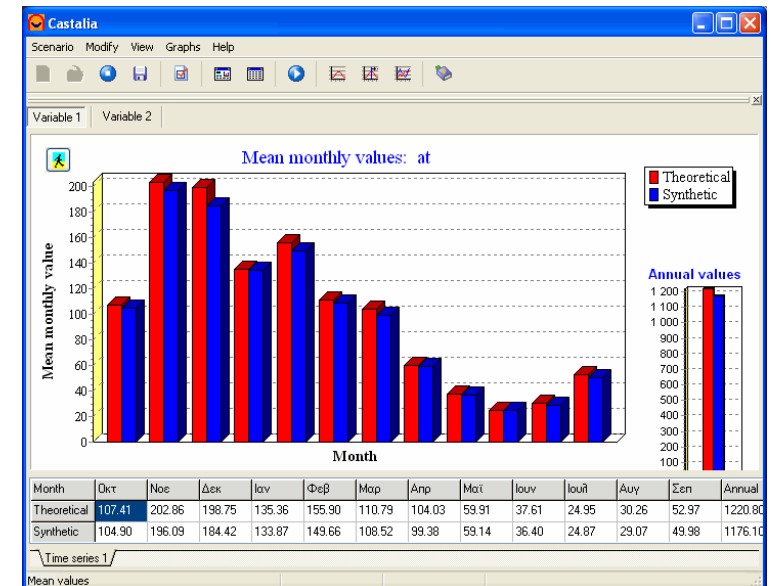 Castalia
Scenario Modify View Graphs Help
Variable 1 Variable 2
Mean monthly values: at
Theoretical
Synthetic
Mean monthly value
200
180
160
140
120
100
80
60
40
20
0
Month
Annual values
1 200
1 100
1 000
900
800
700
600
500
400
300
200
100
Month Οκτ Νοε Δεκ Ιαν Φεβ Μαρ Απρ Μαϊ Ιουν Ιουλ Αυγ Σεπ Annual
Theoretical 107.41 202.86 198.75 135.36 155.90 110.79 104.03 59.91 37.61 24.95 30.26 52.97 1220.80
Synthetic 104.90 196.09 184.42 133.87 149.66 108.52 99.38 59.14 36.40 24.87 29.07 49.98 1176.10
Time series 1
Mean values